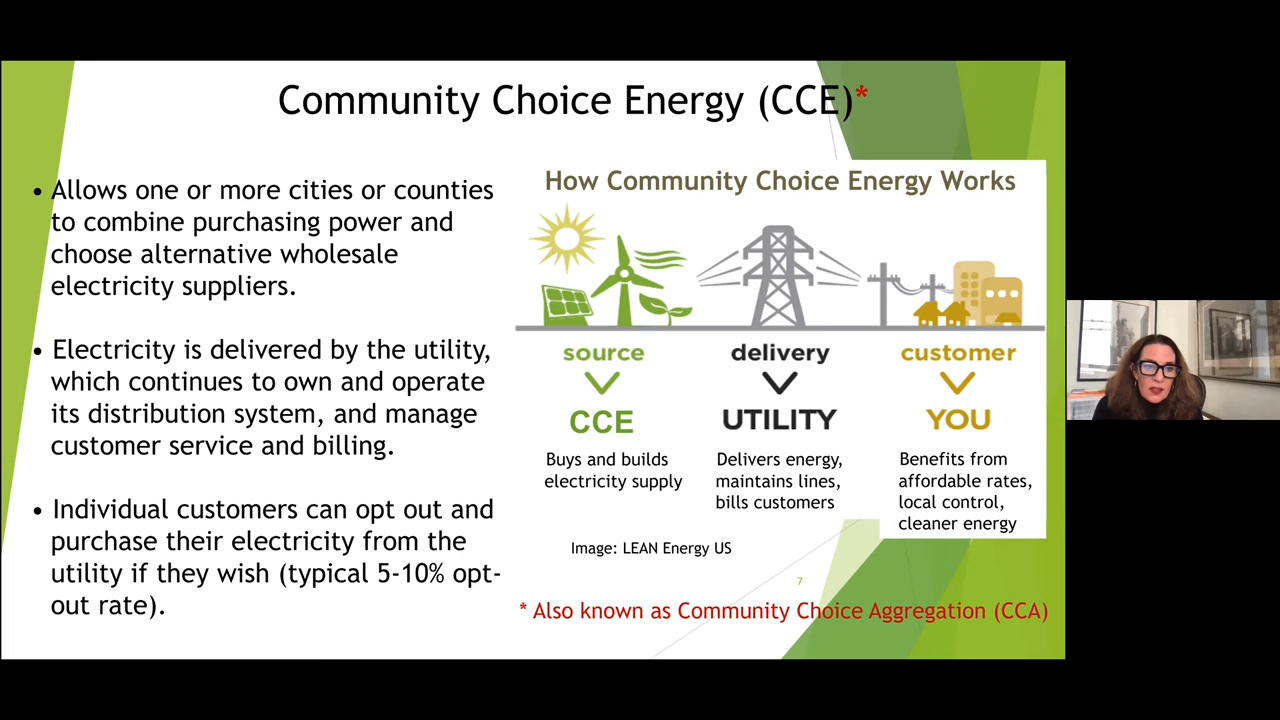 Community Choice Energy (CCE)*
• Allows one or more cities or counties
to combine purchasing power and
choose alternative wholesale
electricity suppliers.
• Electricity is delivered by the utility,
which continues to own and operate
its distribution system, and manage
customer service and billing.
• Individual customers can opt out and
purchase their electricity from the
utility if they wish (typical 5-10% opt-
out rate).
How Community Choice Energy Works
source
CCE
Buys and builds
electricity supply
delivery
UTILITY
Delivers energy,
maintains lines,
bills customers
customer
YOU
Benefits from
affordable rates,
local control,
cleaner energy
Image: LEAN Energy US
7
* Also known as Community Choice Aggregation (CCA)